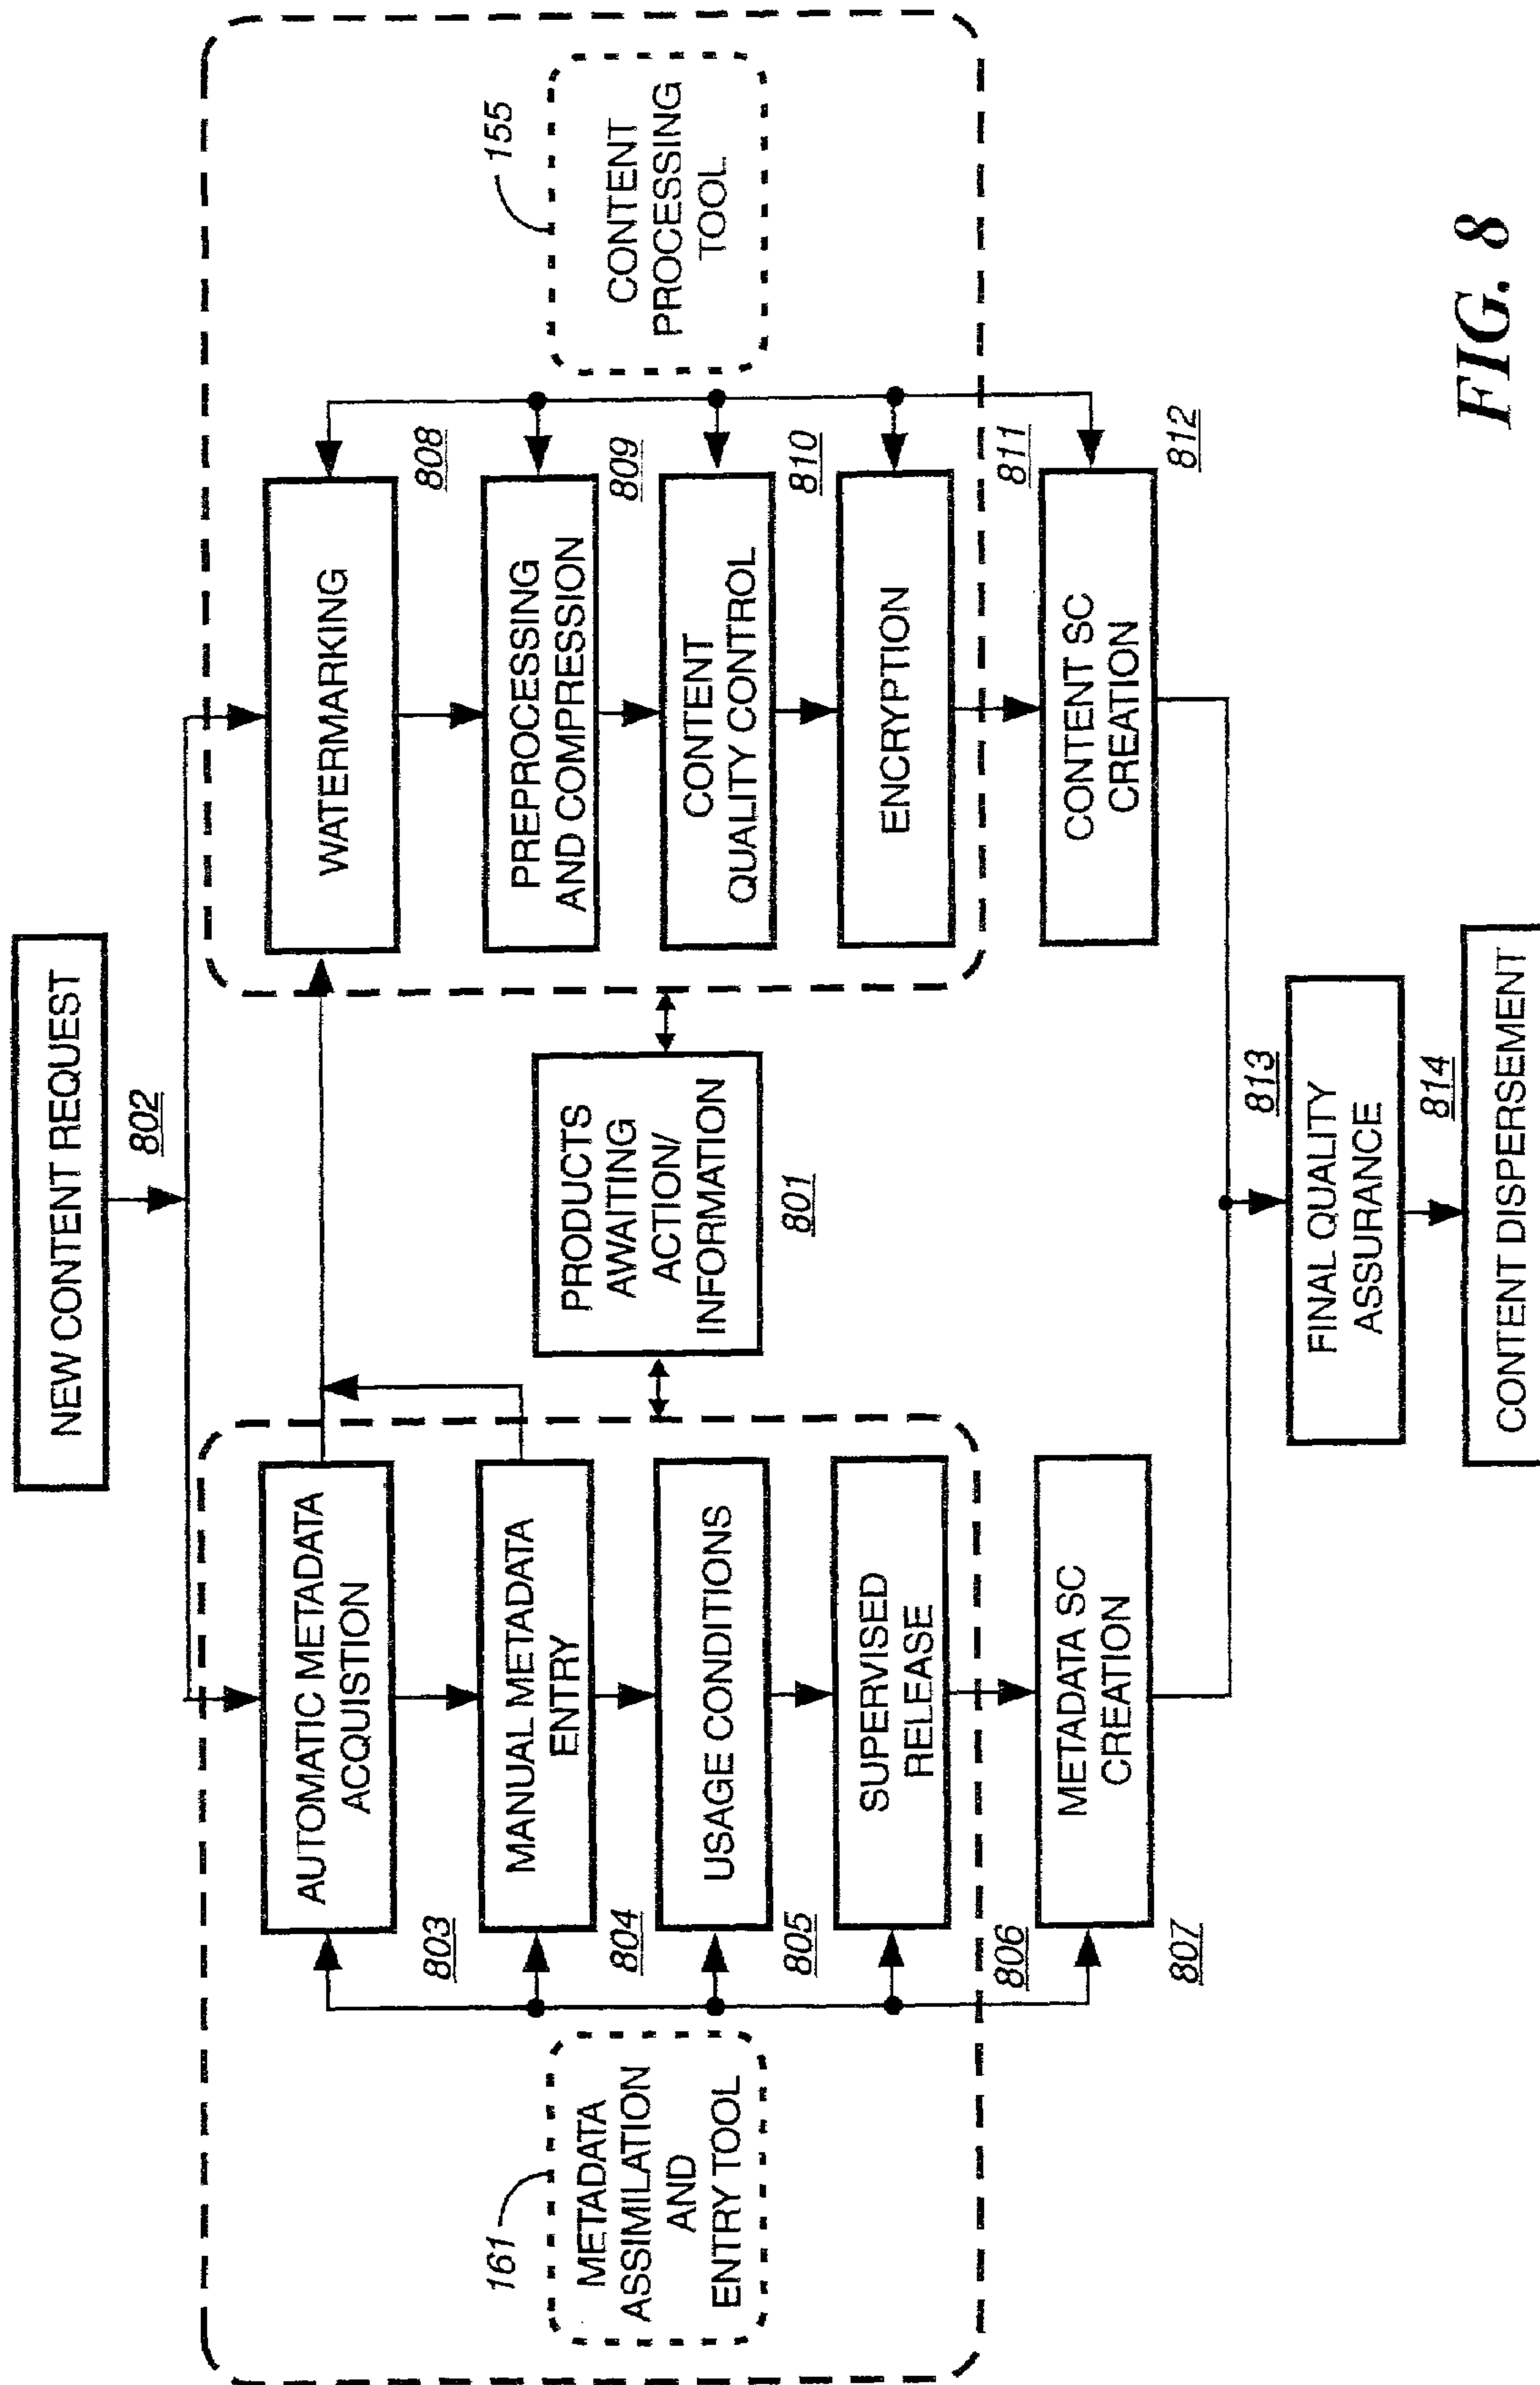 NEW CONTENT REQUEST
802
AUTOMATIC METADATA
ACQUISTION
803
MANUAL METADATA
ENTRY
804
USAGE CONDITIONS
805
SUPERVISED
RELEASE
806
METADATA SC
CREATION
807
161
METADATA
ASSIMILATION
AND
ENTRY TOOL
PRODUCTS
AWAITING
ACTION/
INFORMATION
801
WATERMARKING
808
PREPROCESSING
AND COMPRESSION
809
CONTENT
QUALITY CONTROL
810
ENCRYPTION
811
CONTENT SC
CREATION
812
155
CONTENT
PROCESSING
TOOL
813
FINAL QUALITY
ASSURANCE
814
CONTENT DISPERSEMENT
FIG. 8